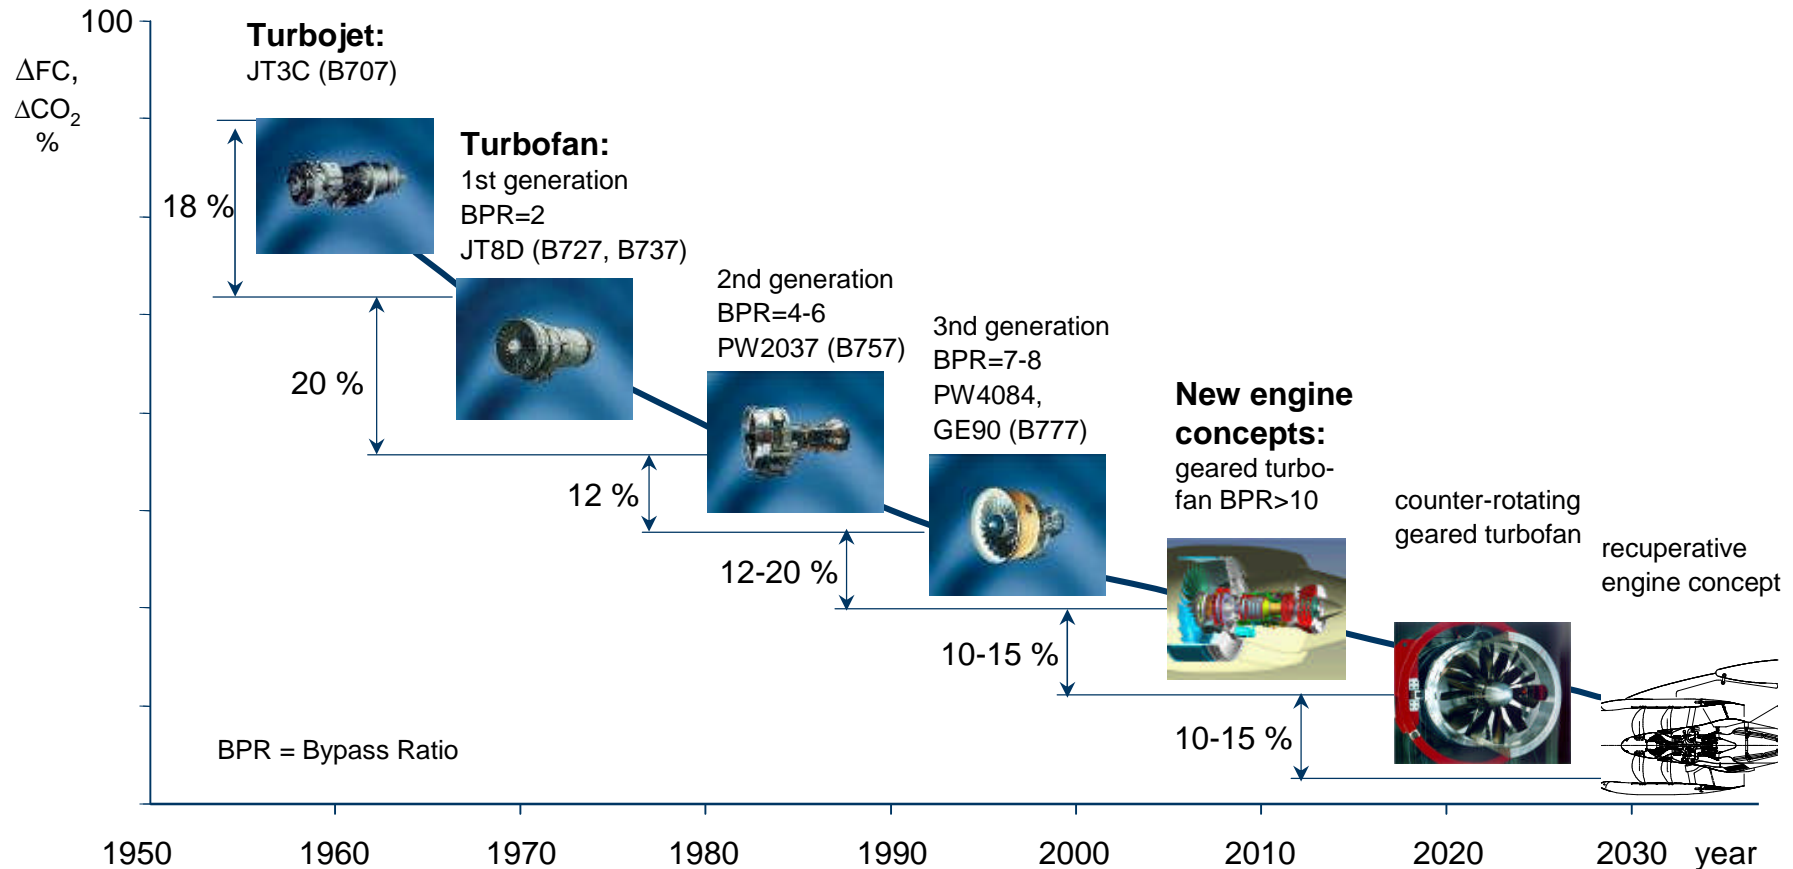 100
ΔFC,
ΔCO₂
%
Turbojet:
JT3C (B707)
18 %
Turbofan:
1st generation
BPR=2
JT8D (B727, B737)
20 %
2nd generation
BPR=4-6
PW2037 (B757)
12 %
3nd generation
BPR=7-8
PW4084,
GE90 (B777)
12-20 %
New engine
concepts:
geared turbo-
fan BPR>10
10-15 %
counter-rotating
geared turbofan
10-15 %
recuperative
engine concept
BPR = Bypass Ratio
1950 1960 1970 1980 1990 2000 2010 2020 2030 year